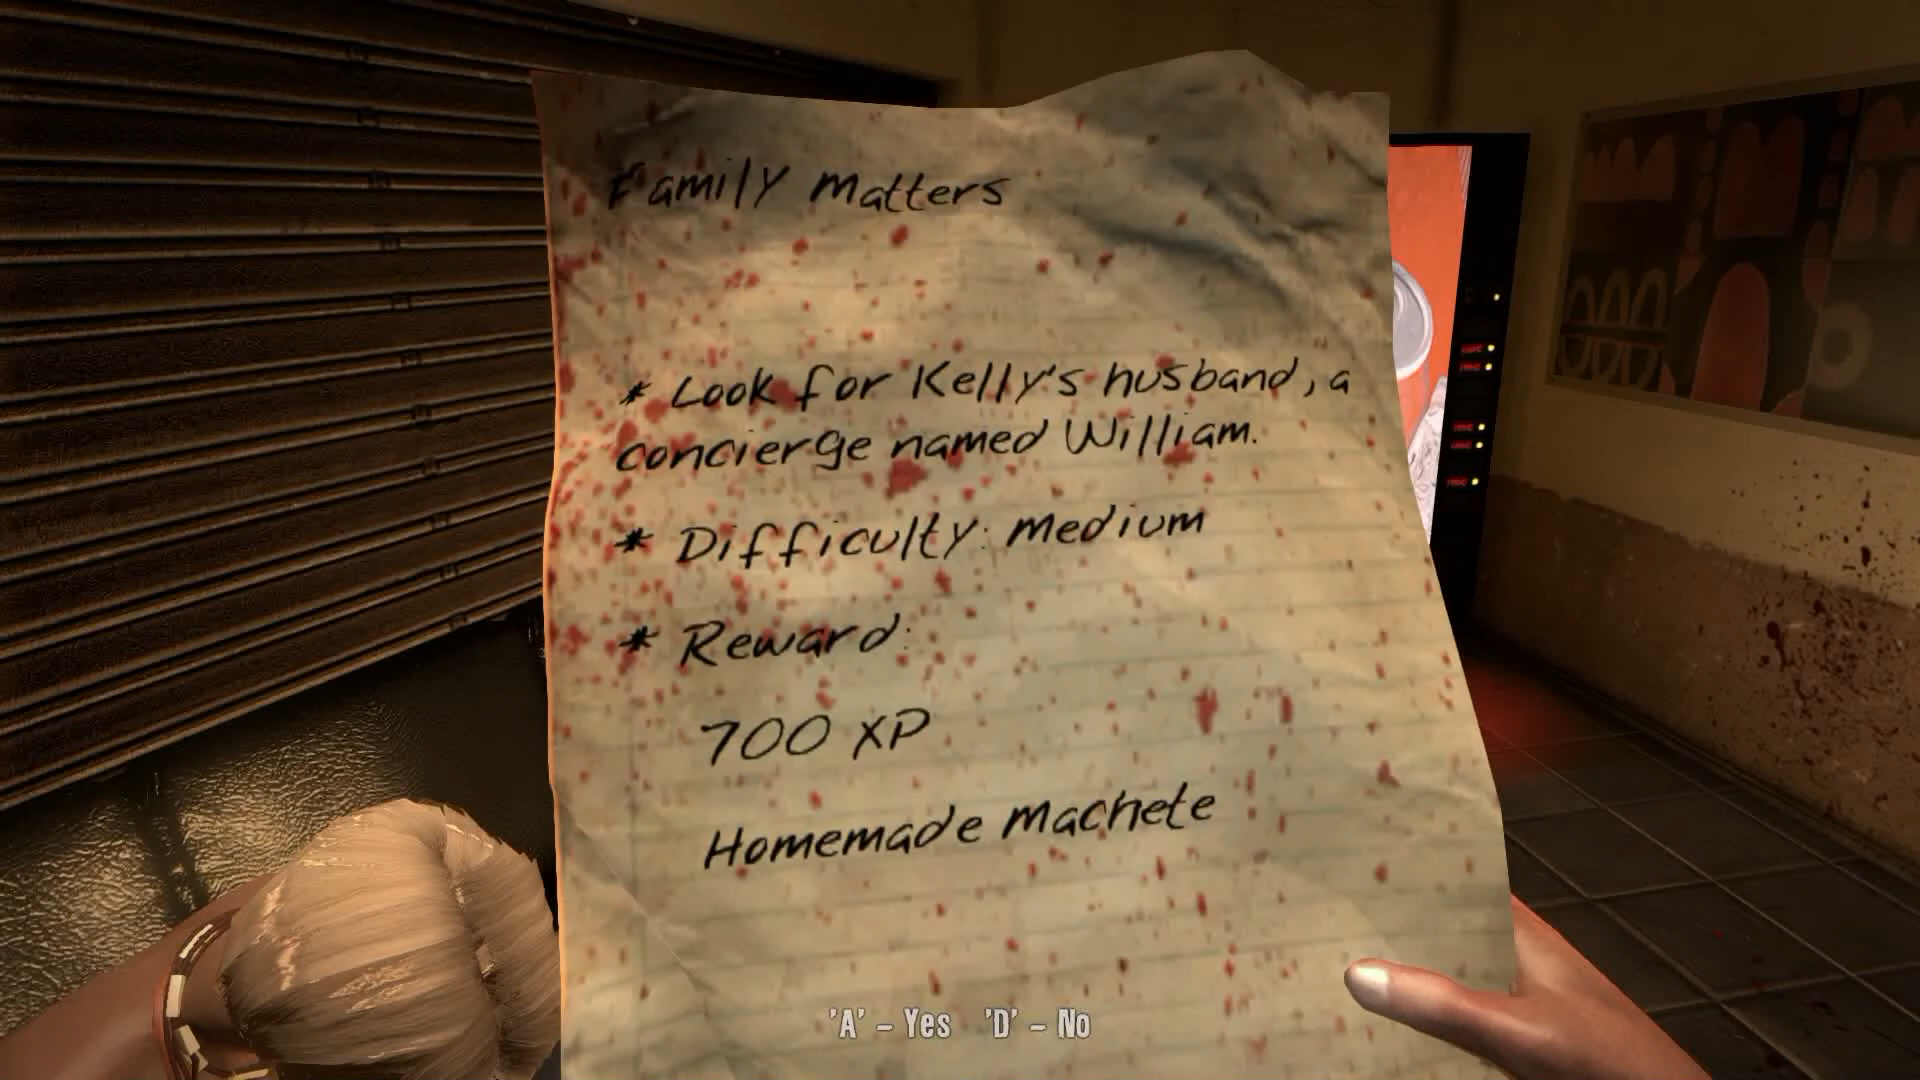 Family Matters
* Look for Kelly's husband, a
concierge named William.
* Difficulty: Medium
* Reward:
700 XP
Homemade Machete
'A' – Yes 'D' – No